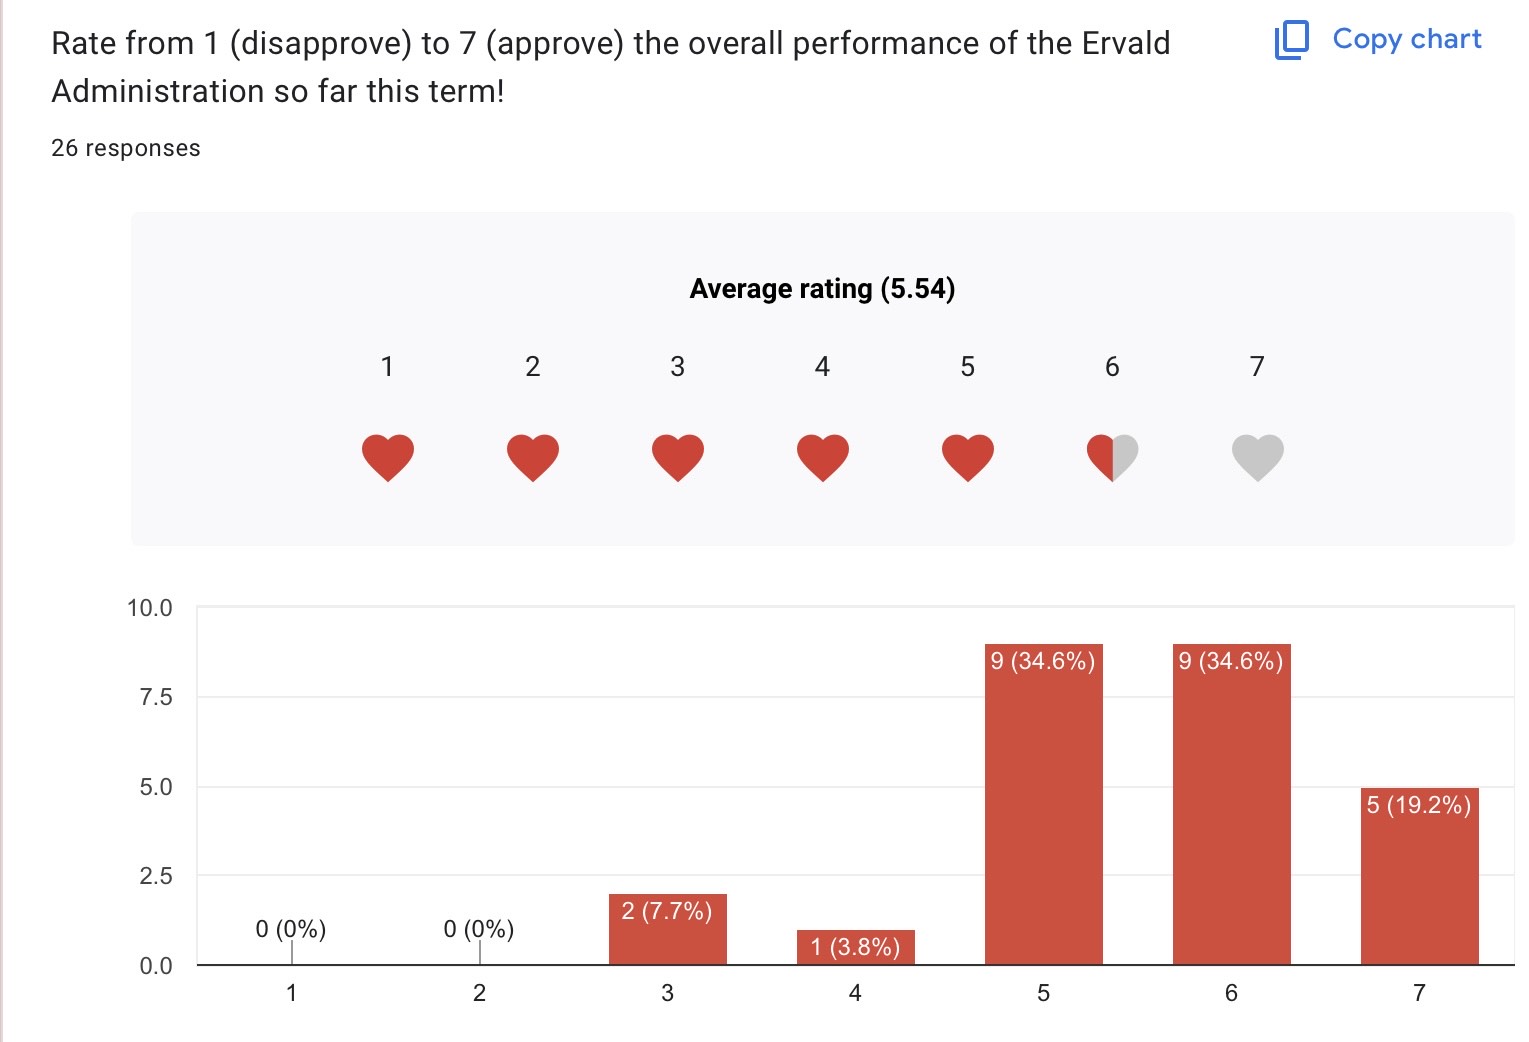 Rate from 1 (disapprove) to 7 (approve) the overall performance of the Ervald
Administration so far this term!
Copy chart
26 responses
Average rating (5.54)
1 2 3 4 5 6 7
10.0
7.5
5.0
2.5
0.0
0 (0%)
0 (0%)
2 (7.7%)
1 (3.8%)
9 (34.6%)
9 (34.6%)
5 (19.2%)
1 2 3 4 5 6 7